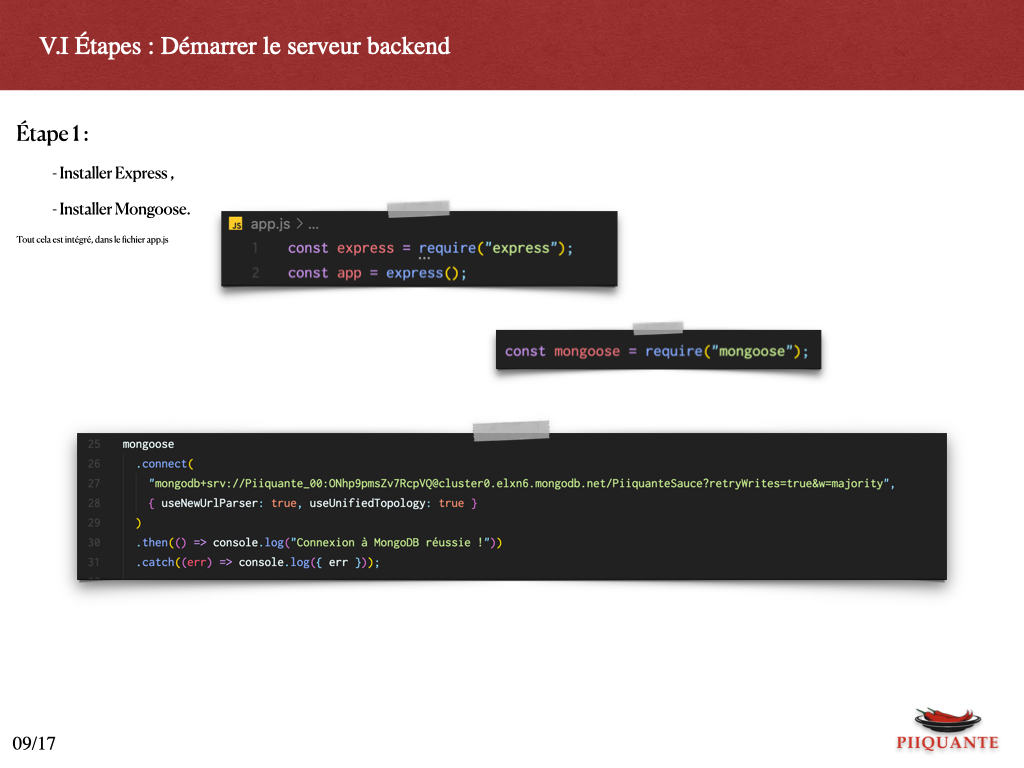 V.I Étapes : Démarrer le serveur backend
Étape 1 :
- Installer Express ,
- Installer Mongoose.
Tout cela est intégré, dans le fichier app.js
JS app.js > ...
1 const express = require("express");
2 const app = express();
const mongoose = require("mongoose");
25 mongoose
26 .connect(
27 "mongodb+srv://Piiquante_00:ONhp9pmsZv7RcpVQ@cluster0.elxn6.mongodb.net/PiiquanteSauce?retryWrites=true&w=majority",
28 { useNewUrlParser: true, useUnifiedTopology: true }
29 )
30 .then(() => console.log("Connexion à MongoDB réussie !"))
31 .catch((err) => console.log({ err }));
09/17
PIIQUANTE